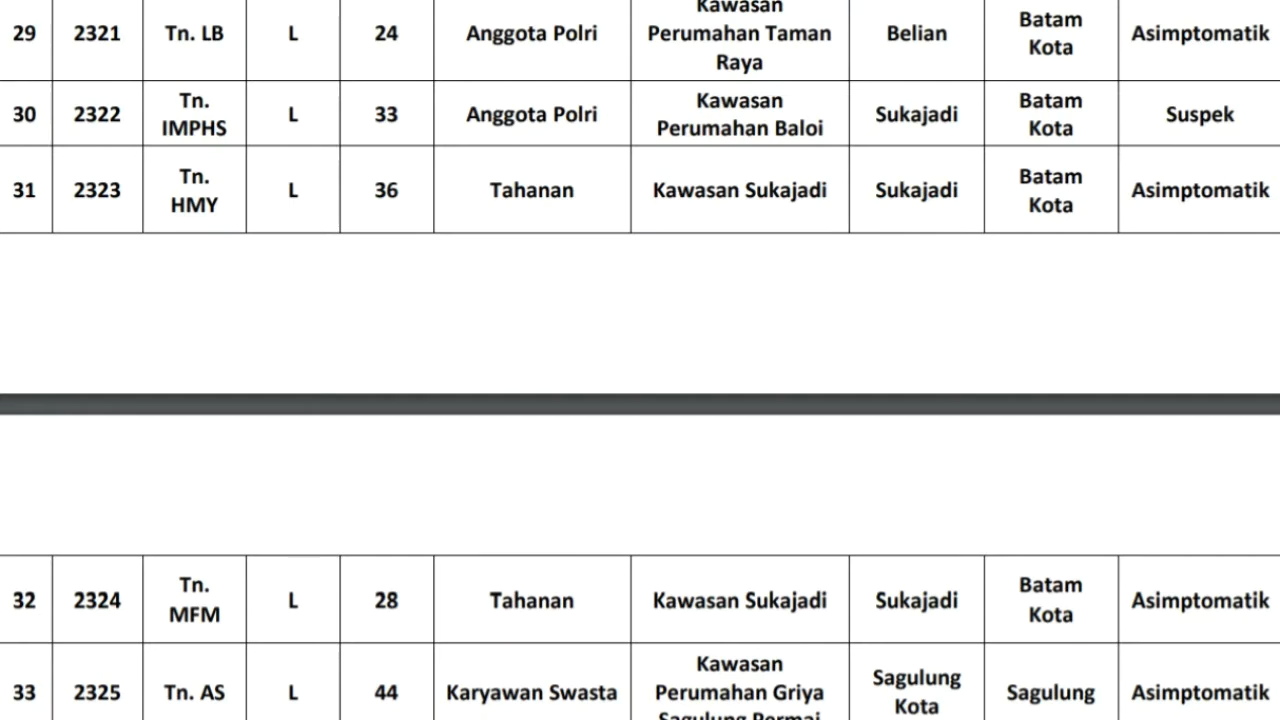 29 2321 Tn. LB L 24 Anggota Polri Kawasan Perumahan Taman Raya Belian Batam Kota Asimptomatik
30 2322 Tn. IMPHS L 33 Anggota Polri Kawasan Perumahan Baloi Sukajadi Batam Kota Suspek
31 2323 Tn. HMY L 36 Tahanan Kawasan Sukajadi Sukajadi Batam Kota Asimptomatik
32 2324 Tn. MFM L 28 Tahanan Kawasan Sukajadi Sukajadi Batam Kota Asimptomatik
33 2325 Tn. AS L 44 Karyawan Swasta Kawasan Perumahan Griya Sagulung Permai Sagulung Kota Sagulung Asimptomatik